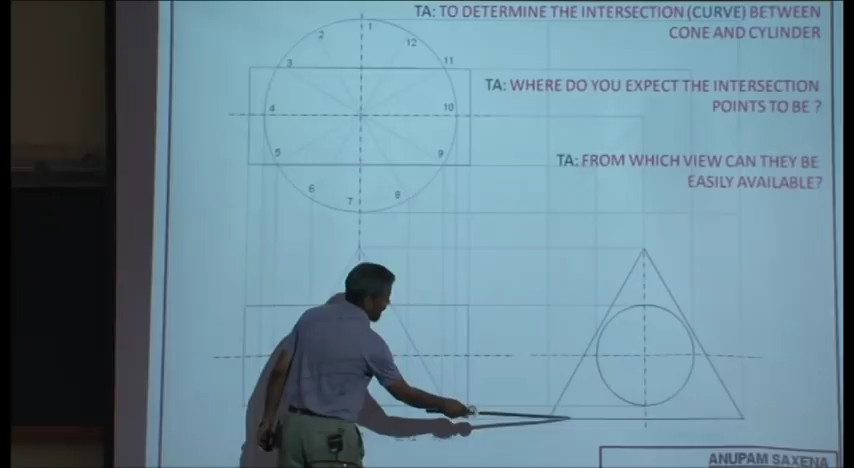 TA: TO DETERMINE THE INTERSECTION (CURVE) BETWEEN
CONE AND CYLINDER
TA: WHERE DO YOU EXPECT THE INTERSECTION
POINTS TO BE ?
TA: FROM WHICH VIEW CAN THEY BE
EASILY AVAILABLE?
1
2
12
3
11
4
10
5
9
6
8
7
ANUPAM SAXENA